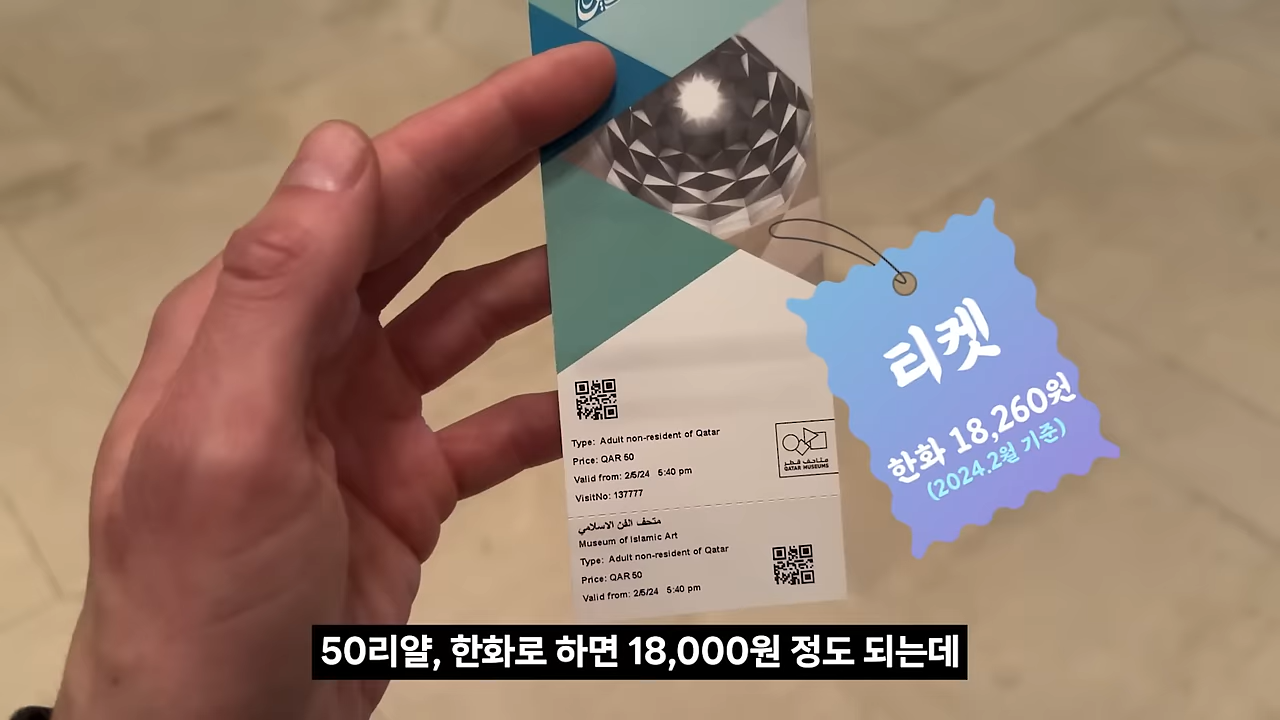 Type: Adult non-resident of Qatar
Price: QAR 50
Valid from: 2/5/24 5:40 pm
VisitNo: 137777
متاحف قطر
QATAR MUSEUMS
متحف الفن الاسلامي
Museum of Islamic Art
Type: Adult non-resident of Qatar
Price: QAR 50
Valid from: 2/5/24 5:40 pm
티켓
한화 18,260원
(2024.2월 기준)
50리얄, 한화로 하면 18,000원 정도 되는데